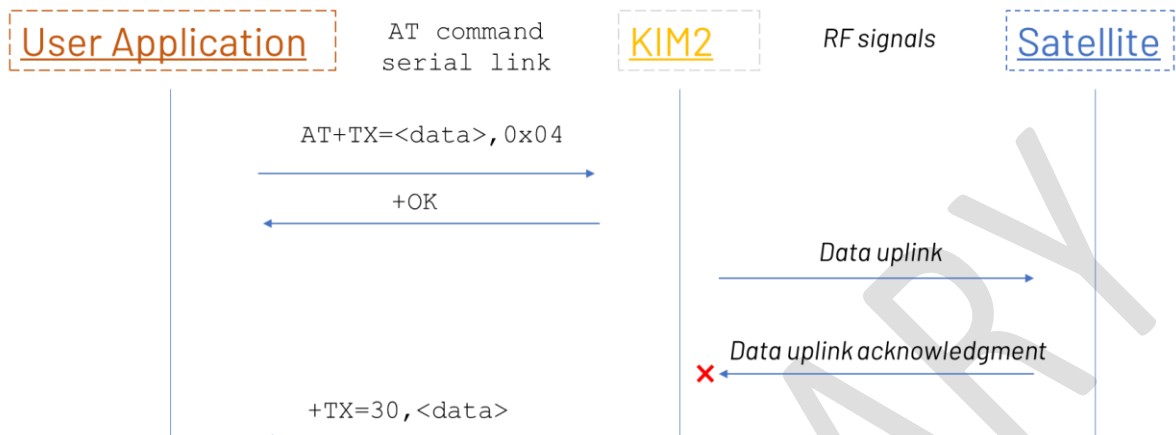 User Application
AT command
serial link
KIM2
RF signals
Satellite
AT+TX=<data>,0x04
+OK
Data uplink
Data uplink acknowledgment
+TX=30,<data>
ARY